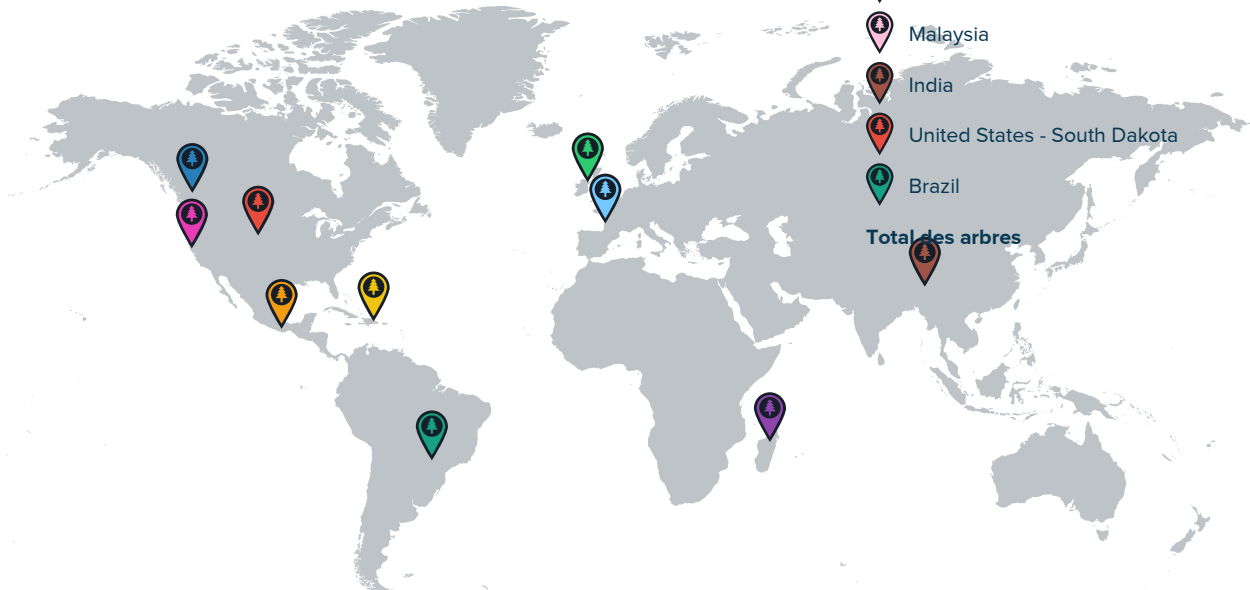 Malaysia
India
United States - South Dakota
Brazil
Total des arbres